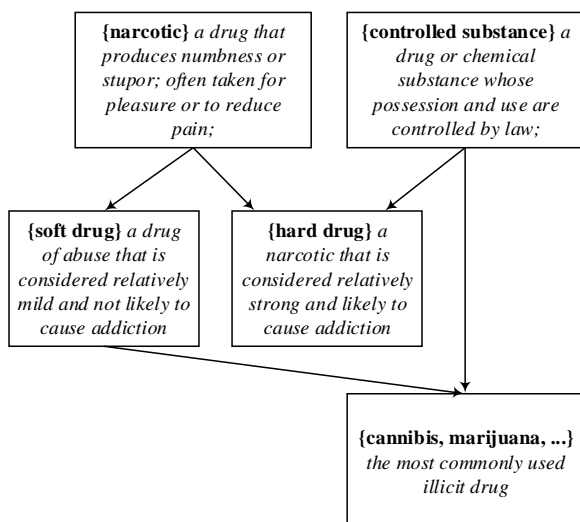 {narcotic} a drug that
produces numbness or
stupor; often taken for
pleasure or to reduce
pain;
{controlled substance} a
drug or chemical
substance whose
possession and use are
controlled by law;
{soft drug} a drug
of abuse that is
considered relatively
mild and not likely to
cause addiction
{hard drug} a
narcotic that is
considered relatively
strong and likely to
cause addiction
{cannibis, marijuana, ...}
the most commonly used
illicit drug